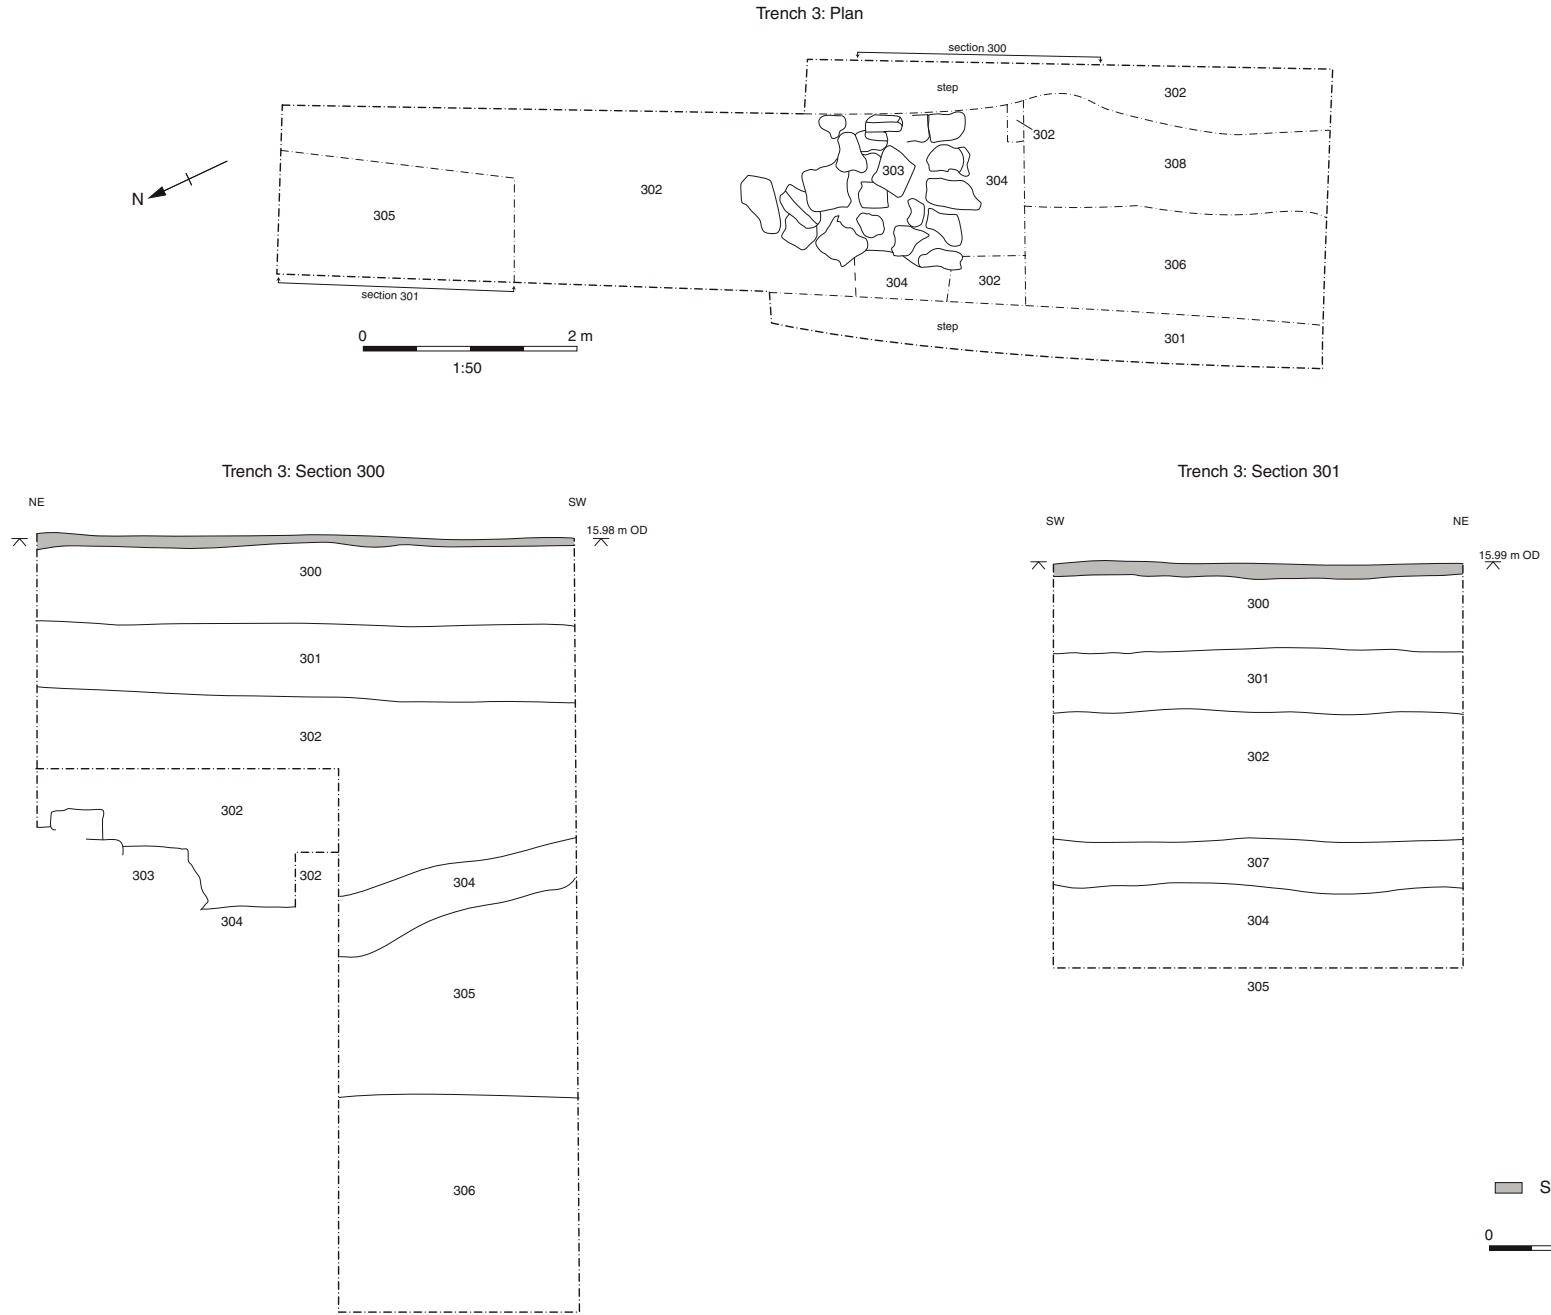 Trench 3: Plan
section 300
step
302
302
N
302
303
304
308
305
306
304
302
section 301
step
301
0 2 m
1:50
Trench 3: Section 300
NE SW
15.98 m OD
300
301
302
302
303
302
304
304
305
306
Trench 3: Section 301
SW NE
15.99 m OD
300
301
302
307
304
305
S
0